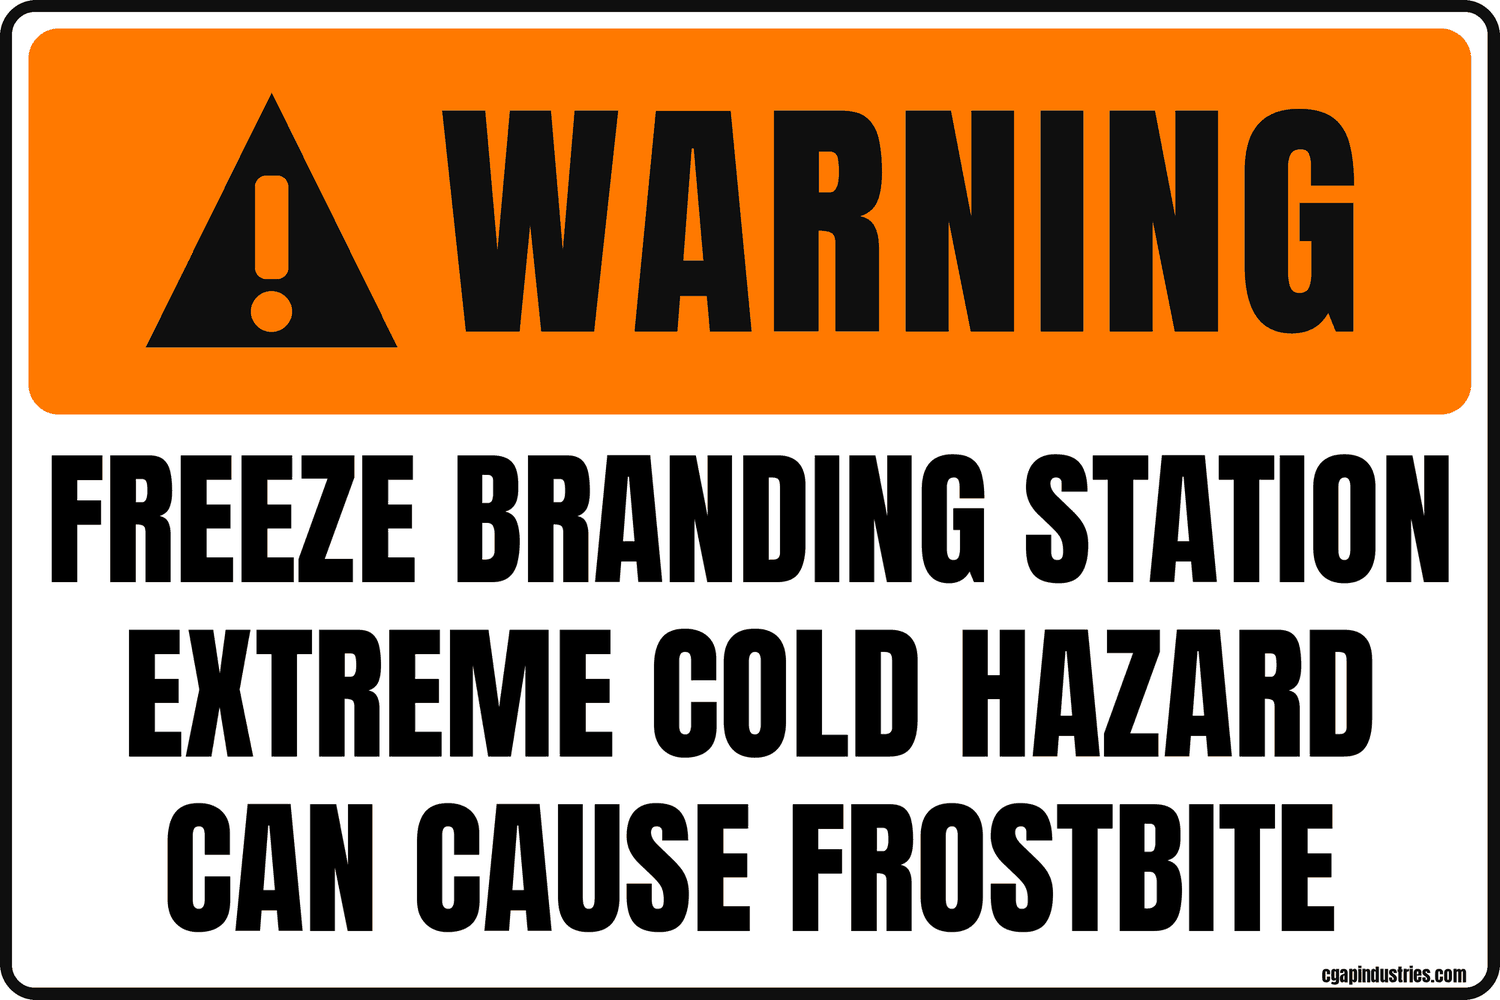 WARNING
FREEZE BRANDING STATION
EXTREME COLD HAZARD
CAN CAUSE FROSTBITE
cgapindustries.com